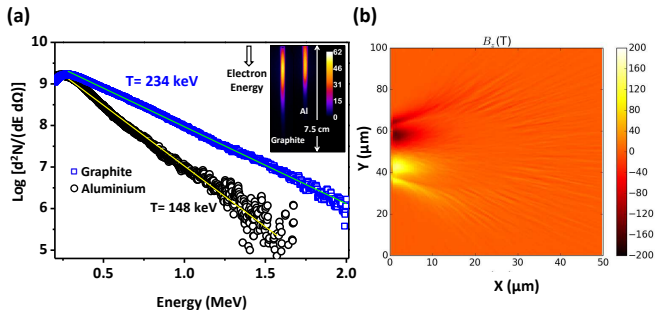 (a)
Log [d²N/(dE dΩ)]
10
9
8
7
6
5
T= 234 keV
T= 148 keV
Graphite
Aluminium
Electron
Energy
Al
Graphite
7.5 cm
62
45
30
15
0
0.5 1.0 1.5 2.0
Energy (MeV)
(b)
B_z(T)
Y (μm)
100
80
60
40
20
0
0 10 20 30 40 50
X (μm)
200
160
120
80
40
0
−40
−80
−120
−160
−200